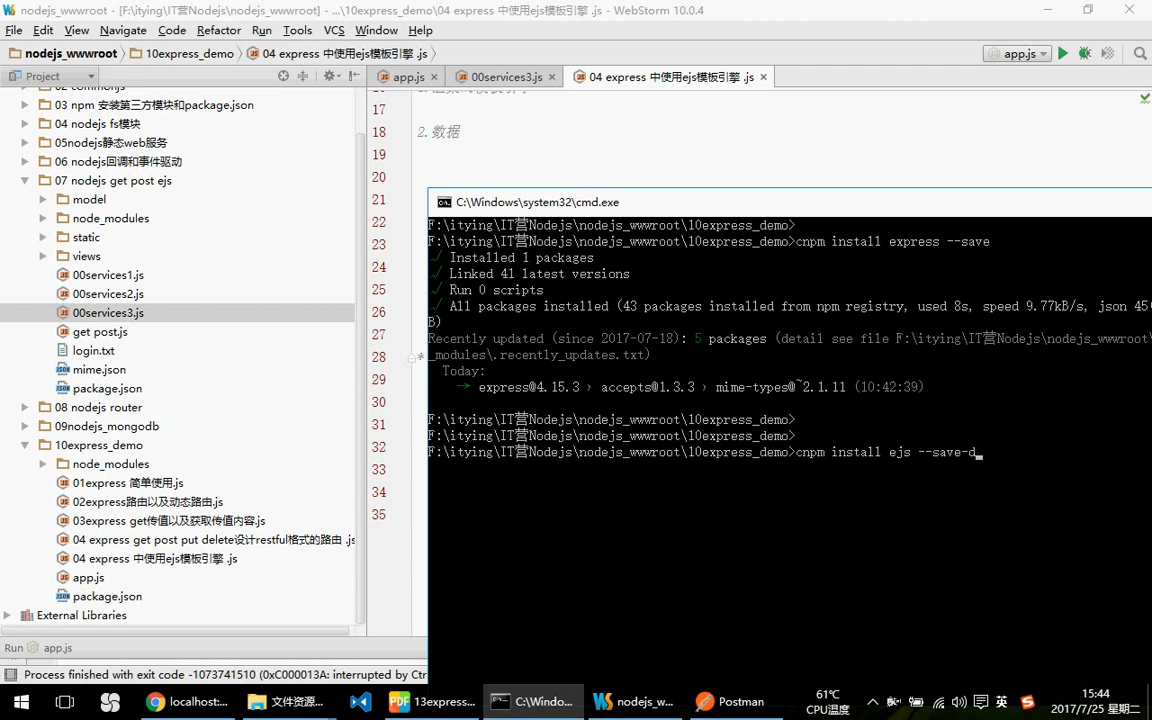 nodejs_wwwroot - [F:\itying\IT营Nodejs\nodejs_wwwroot] - ...\10express_demo\04 express 中使用ejs模板引擎 .js - WebStorm 10.0.4
File Edit View Navigate Code Refactor Run Tools VCS Window Help
nodejs_wwwroot 10express_demo 04 express 中使用ejs模板引擎 .js app.js
Project app.js 00services3.js 04 express 中使用ejs模板引擎 .js
03 npm 安装第三方模块和package.json
04 nodejs fs模块
05nodejs静态web服务
06 nodejs回调和事件驱动
07 nodejs get post ejs
model
node_modules
static
views
00services1.js
00services2.js
00services3.js
get post.js
login.txt
mime.json
package.json
08 nodejs router
09nodejs_mongodb
10express_demo
node_modules
01express 简单使用.js
02express路由以及动态路由.js
03express get传值以及获取传值内容.js
04 express get post put delete设计restful格式的路由 .js
04 express 中使用ejs模板引擎 .js
app.js
package.json
External Libraries
17
18 2.数据
19
20
21
22
23
24
25
26
27
28
29
30
31
32
33
34
35
C:\Windows\system32\cmd.exe
F:\itying\IT营Nodejs\nodejs_wwwroot\10express_demo>
F:\itying\IT营Nodejs\nodejs_wwwroot\10express_demo>cnpm install express --save
√ Installed 1 packages
√ Linked 41 latest versions
√ Run 0 scripts
√ All packages installed (43 packages installed from npm registry, used 8s, speed 9.77kB/s, json 45
B)
Recently updated (since 2017-07-18): 5 packages (detail see file F:\itying\IT营Nodejs\nodejs_wwwroot\
_modules\.recently_updates.txt)
Today:
→ express@4.15.3 › accepts@1.3.3 › mime-types@~2.1.11 (10:42:39)
F:\itying\IT营Nodejs\nodejs_wwwroot\10express_demo>
F:\itying\IT营Nodejs\nodejs_wwwroot\10express_demo>
F:\itying\IT营Nodejs\nodejs_wwwroot\10express_demo>cnpm install ejs --save-d
Run app.js
Process finished with exit code -1073741510 (0xC000013A: interrupted by Ctr
localhost:... 文件资源... 13express... C:\Windo... nodejs_w... Postman
61℃
CPU温度
英
15:44
2017/7/25 星期二